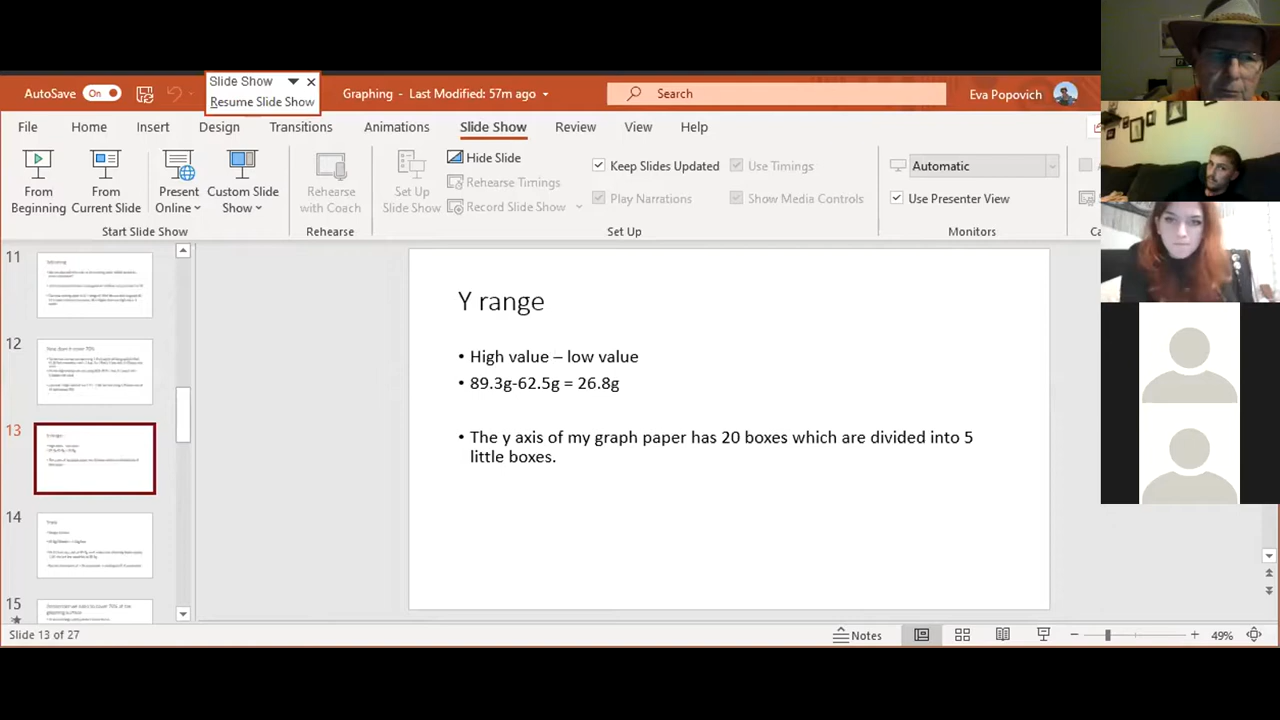 Slide Show
Resume Slide Show
AutoSave On
Graphing - Last Modified: 57m ago
Search
Eva Popovich
File Home Insert Design Transitions Animations Slide Show Review View Help
From Beginning
From Current Slide
Present Online
Custom Slide Show
Start Slide Show
Rehearse with Coach
Rehearse
Set Up Slide Show
Hide Slide
Rehearse Timings
Record Slide Show
Keep Slides Updated
Play Narrations
Use Timings
Show Media Controls
Set Up
Automatic
Use Presenter View
Monitors
11
12
13
14
15
Y range
• High value – low value
• 89.3g-62.5g = 26.8g
• The y axis of my graph paper has 20 boxes which are divided into 5
little boxes.
Slide 13 of 27
Notes
49%